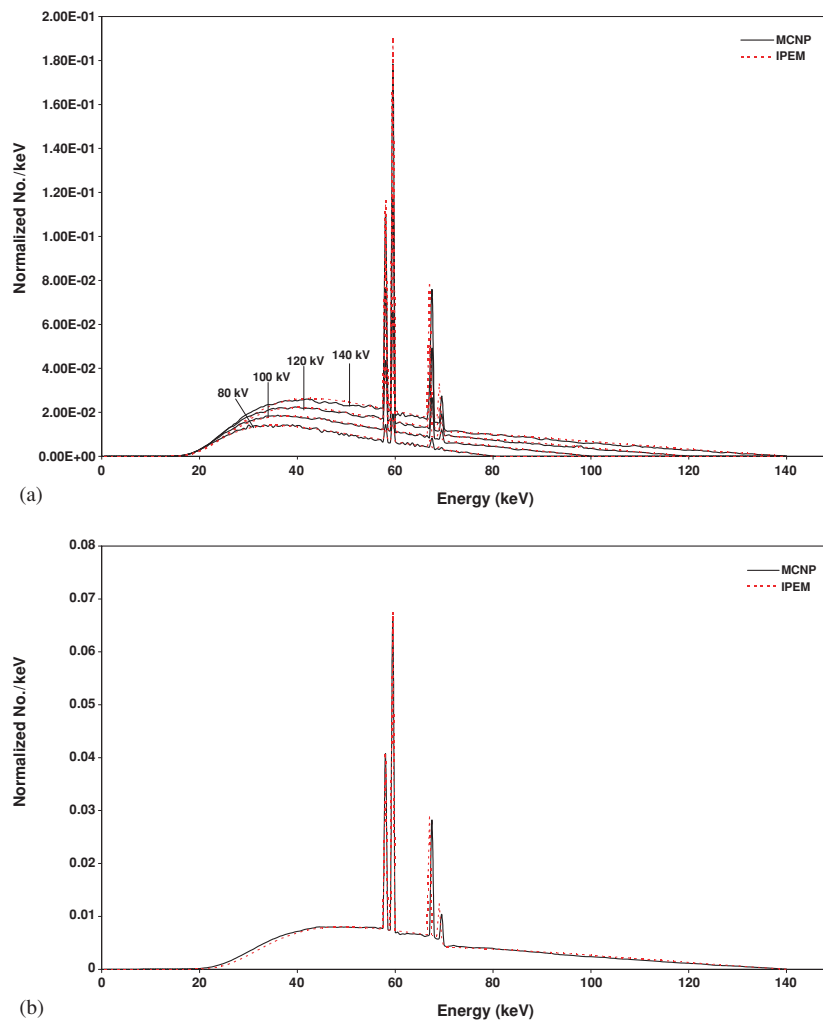 2.00E-01
1.80E-01
1.60E-01
1.40E-01
1.20E-01
1.00E-01
8.00E-02
6.00E-02
4.00E-02
2.00E-02
0.00E+00
Normalized No./keV
MCNP
IPEM
80 kV
100 kV
120 kV
140 kV
0 20 40 60 80 100 120 140
Energy (keV)
(a)
0.08
0.07
0.06
0.05
0.04
0.03
0.02
0.01
0
Normalized No./keV
MCNP
IPEM
0 20 40 60 80 100 120 140
Energy (keV)
(b)